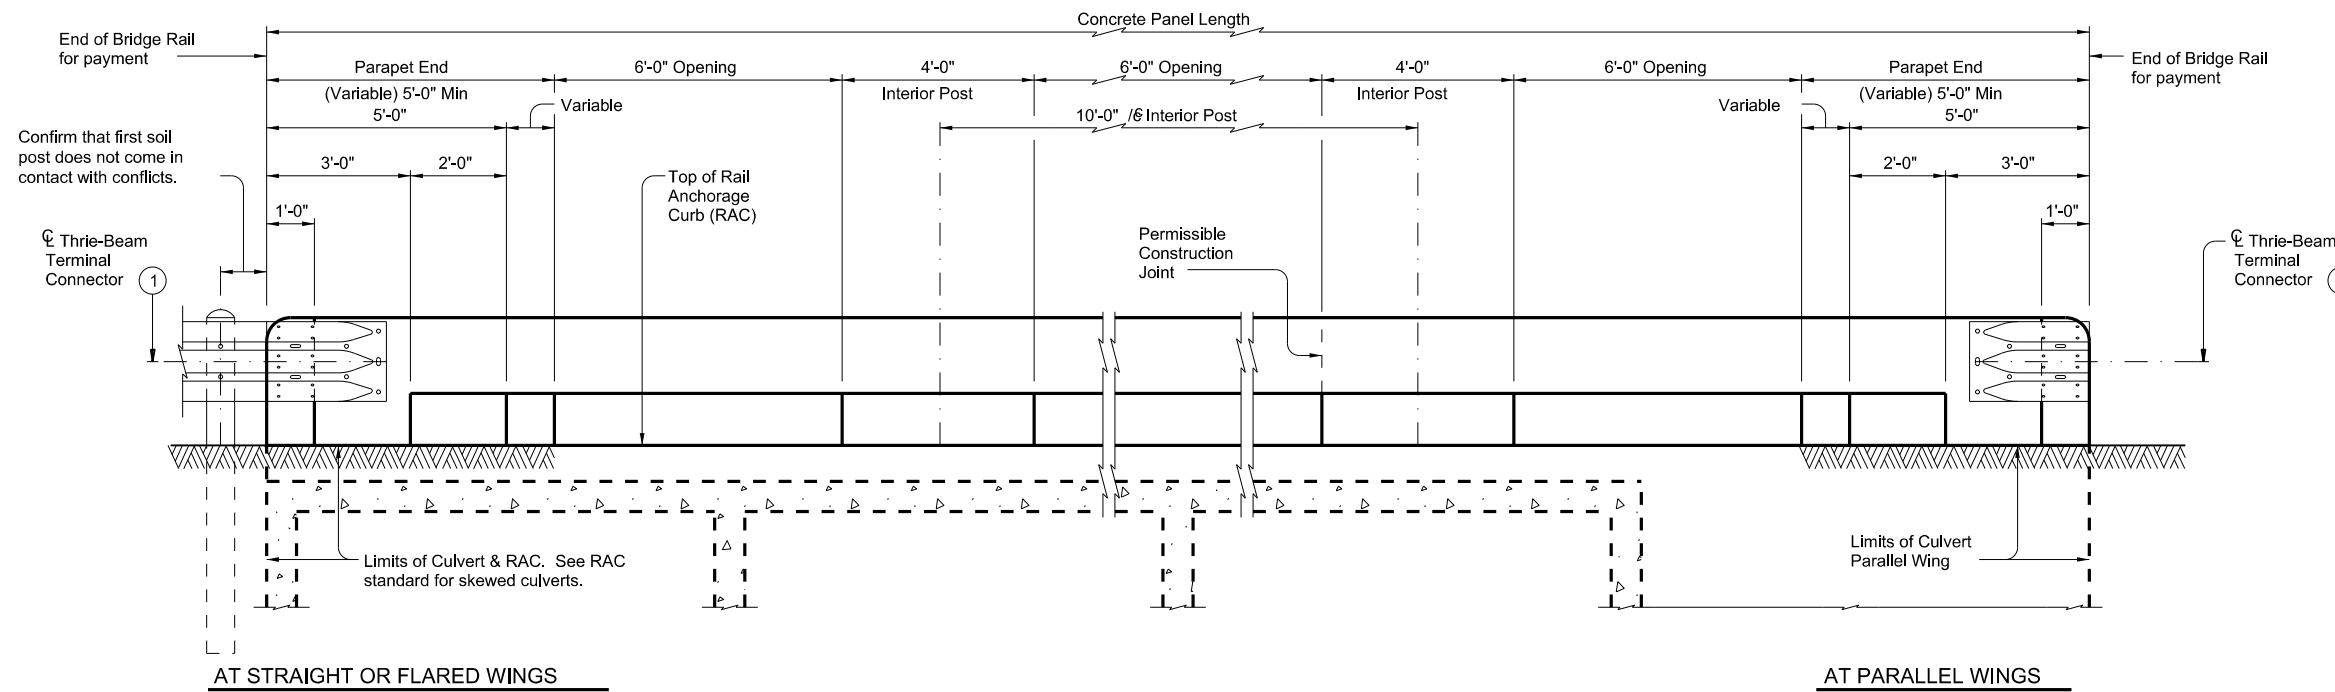 Concrete Panel Length
End of Bridge Rail
for payment
End of Bridge Rail
for payment
Parapet End
(Variable) 5'-0" Min
6'-0" Opening
4'-0"
Interior Post
6'-0" Opening
4'-0"
Interior Post
6'-0" Opening
Parapet End
(Variable) 5'-0" Min
5'-0"
Variable
10'-0" /℄ Interior Post
Variable
5'-0"
Confirm that first soil
post does not come in
contact with conflicts.
3'-0"
2'-0"
Top of Rail
Anchorage
Curb (RAC)
2'-0"
3'-0"
1'-0"
1'-0"
℄ Thrie-Beam
Terminal
Connector 1
Permissible
Construction
Joint
℄ Thrie-Beam
Terminal
Connector
Limits of Culvert & RAC. See RAC
standard for skewed culverts.
Limits of Culvert
Parallel Wing
AT STRAIGHT OR FLARED WINGS
AT PARALLEL WINGS